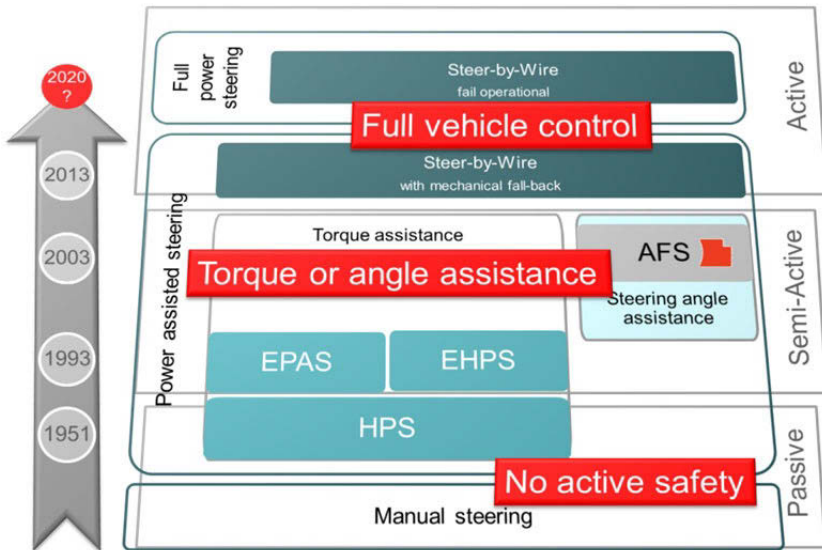 2020
?
2013
2003
1993
1951
Full
power
steering
Steer-by-Wire
fail operational
Full vehicle control
Active
Steer-by-Wire
with mechanical fall-back
Power assisted steering
Torque assistance
AFS
Torque or angle assistance
Steering angle
assistance
Semi-Active
EPAS
EHPS
HPS
No active safety
Passive
Manual steering